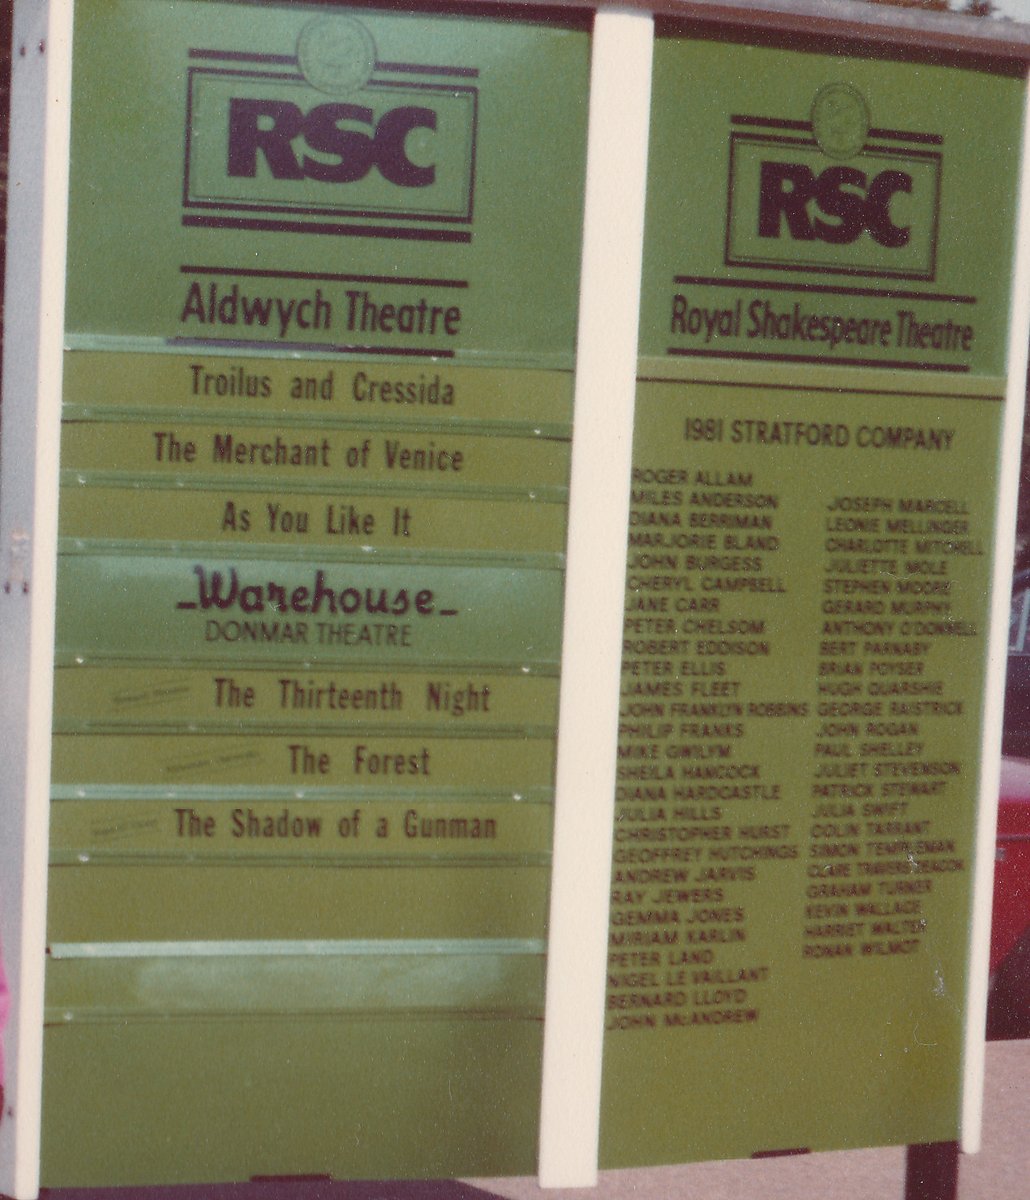 RSC
Aldwych Theatre
Troilus and Cressida
The Merchant of Venice
As You Like It
Warehouse
DONMAR THEATRE
The Thirteenth Night
The Forest
The Shadow of a Gunman
RSC
Royal Shakespeare Theatre
1981 STRATFORD COMPANY
ROGER ALLAM
MILES ANDERSON
DIANA BERRIMAN
MARJORIE BLAND
JOHN BURGESS
CHERYL CAMPBELL
JANE CARR
PETER CHELSOM
ROBERT EDDISON
PETER ELLIS
JAMES FLEET
JOHN FRANKLYN ROBBINS
PHILIP FRANKS
MIKE GWILYM
SHEILA HANCOCK
DIANA HARDCASTLE
JULIA HILLS
CHRISTOPHER HURST
GEOFFREY HUTCHINGS
ANDREW JARVIS
RAY JEWERS
GEMMA JONES
MIRIAM KARLIN
PETER LAND
NIGEL LE VAILLANT
BERNARD LLOYD
JOHN McANDREW
JOSEPH MARCELL
LEONIE MELLINGER
CHARLOTTE MITCHELL
JULIETTE MOLE
STEPHEN MOORE
GERARD MURPHY
ANTHONY O'DONNELL
BERT PARNABY
BRIAN POYSER
HUGH QUARSHIE
GEORGE RAISTRICK
JOHN ROGAN
PAUL SHELLEY
JULIET STEVENSON
PATRICK STEWART
JULIA SWIFT
COLIN TARRANT
SIMON TEMPLEMAN
CLARE TRAVERS-DEACON
GRAHAM TURNER
KEVIN WALLACE
HARRIET WALTER
RONAN WILMOT